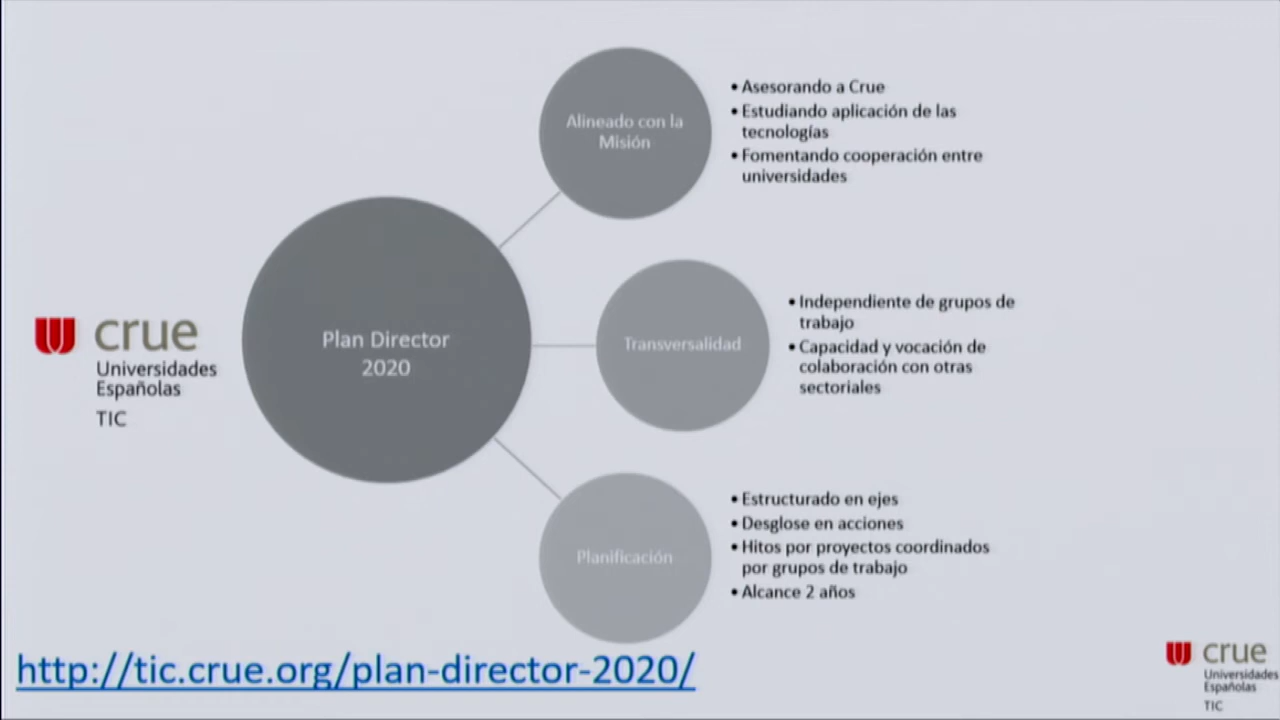 Alineado con la
Misión
• Asesorando a Crue
• Estudiando aplicación de las
tecnologías
• Fomentando cooperación entre
universidades
crue
Universidades
Españolas
TIC
Plan Director
2020
Transversalidad
• Independiente de grupos de
trabajo
• Capacidad y vocación de
colaboración con otras
sectoriales
Planificación
• Estructurado en ejes
• Desglose en acciones
• Hitos por proyectos coordinados
por grupos de trabajo
• Alcance 2 años
http://tic.crue.org/plan-director-2020/
crue
Universidades
Españolas
TIC